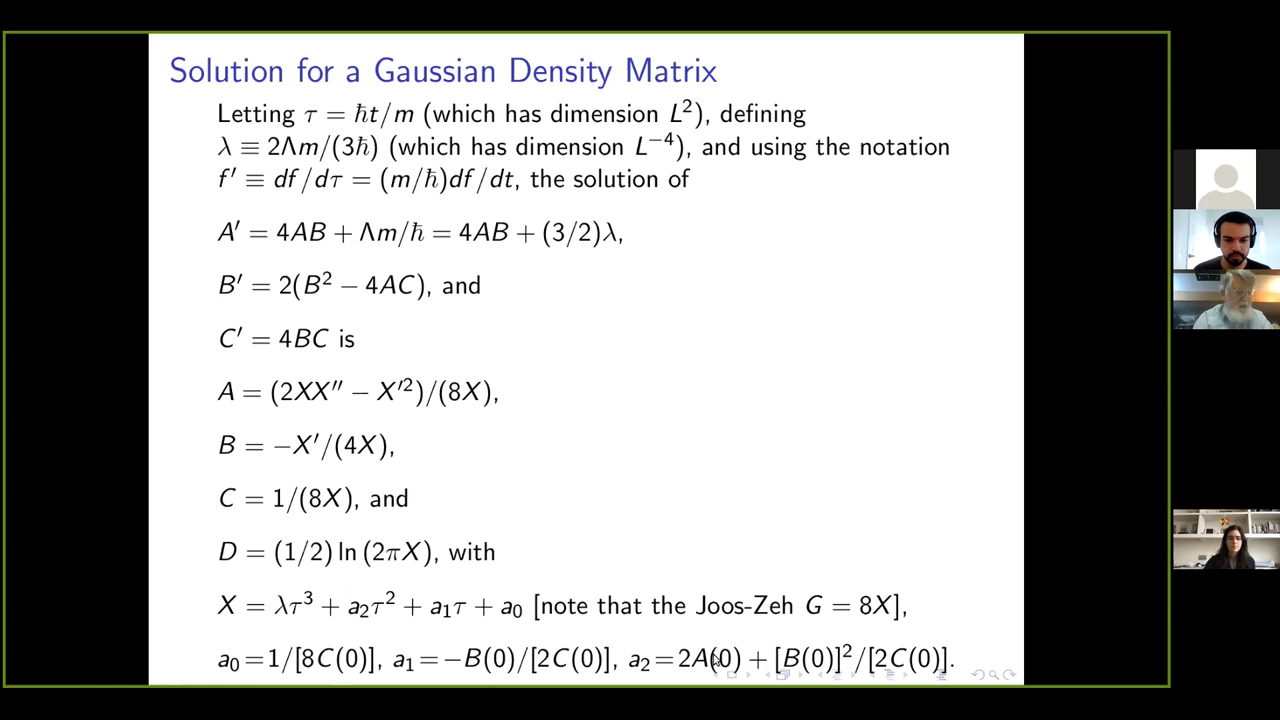 Solution for a Gaussian Density Matrix
Letting τ = ℏt/m (which has dimension L²), defining
λ ≡ 2Λm/(3ℏ) (which has dimension L⁻⁴), and using the notation
f′ ≡ df/dτ = (m/ℏ)df/dt, the solution of
A′ = 4AB + Λm/ℏ = 4AB + (3/2)λ,
B′ = 2(B² − 4AC), and
C′ = 4BC is
A = (2XX″ − X′²)/(8X),
B = −X′/(4X),
C = 1/(8X), and
D = (1/2) ln (2πX), with
X = λτ³ + a₂τ² + a₁τ + a₀ [note that the Joos-Zeh G = 8X],
a₀ = 1/[8C(0)], a₁ = −B(0)/[2C(0)], a₂ = 2A(0) + [B(0)]²/[2C(0)].